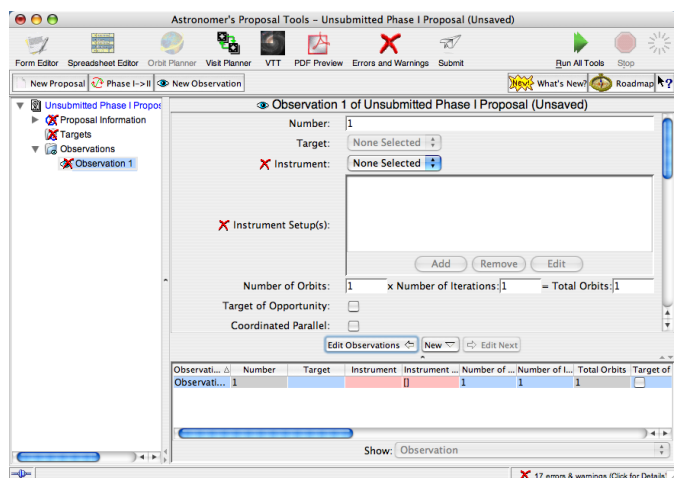 Astronomer's Proposal Tools - Unsubmitted Phase I Proposal (Unsaved)
Form Editor Spreadsheet Editor Orbit Planner Visit Planner VTT PDF Preview Errors and Warnings Submit Run All Tools Stop
New Proposal Phase I->II New Observation New! What's New? Roadmap ?
Unsubmitted Phase I Propos
Observation 1 of Unsubmitted Phase I Proposal (Unsaved)
Proposal Information
Targets
Observations
Observation 1
Number: 1
Target: None Selected
Instrument: None Selected
Instrument Setup(s):
Add Remove Edit
Number of Orbits: 1 x Number of Iterations: 1 = Total Orbits: 1
Target of Opportunity:
Coordinated Parallel:
Edit Observations New Edit Next
Observati... Number Target Instrument Instrument ... Number of ... Number of I... Total Orbits Target of
Observati... 1 [] 1 1 1
Show: Observation
17 errors & warnings (Click for Details)